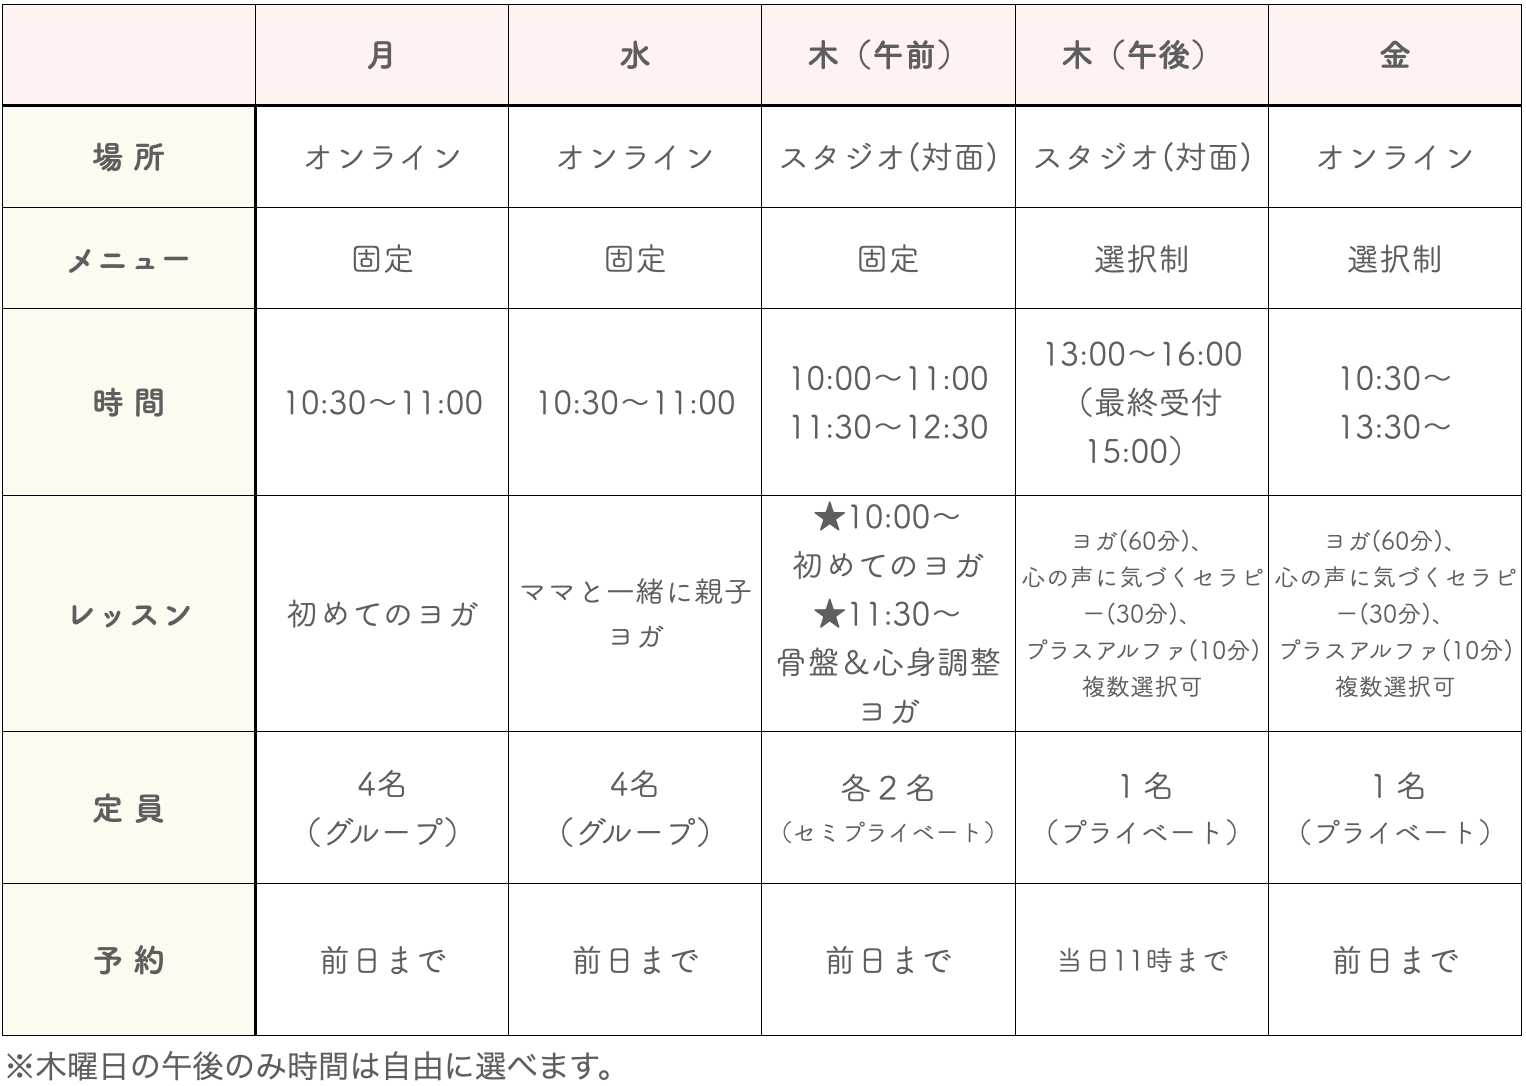 月 水 木（午前） 木（午後） 金
場所 オンライン オンライン スタジオ(対面) スタジオ(対面) オンライン
メニュー 固定 固定 固定 選択制 選択制
時間
10:30〜11:00
10:30〜11:00
10:00〜11:00
11:30〜12:30
13:00〜16:00
（最終受付
15:00）
10:30〜
13:30〜
レッスン
初めてのヨガ
ママと一緒に親子
ヨガ
★10:00〜
初めてのヨガ
★11:30〜
骨盤＆心身調整
ヨガ
ヨガ(60分)、
心の声に気づくセラピ
ー(30分)、
プラスアルファ(10分)
複数選択可
ヨガ(60分)、
心の声に気づくセラピ
ー(30分)、
プラスアルファ(10分)
複数選択可
定員
4名
（グループ）
4名
（グループ）
各２名
（セミプライベート）
１名
（プライベート）
１名
（プライベート）
予約 前日まで 前日まで 前日まで 当日11時まで 前日まで
※木曜日の午後のみ時間は自由に選べます。